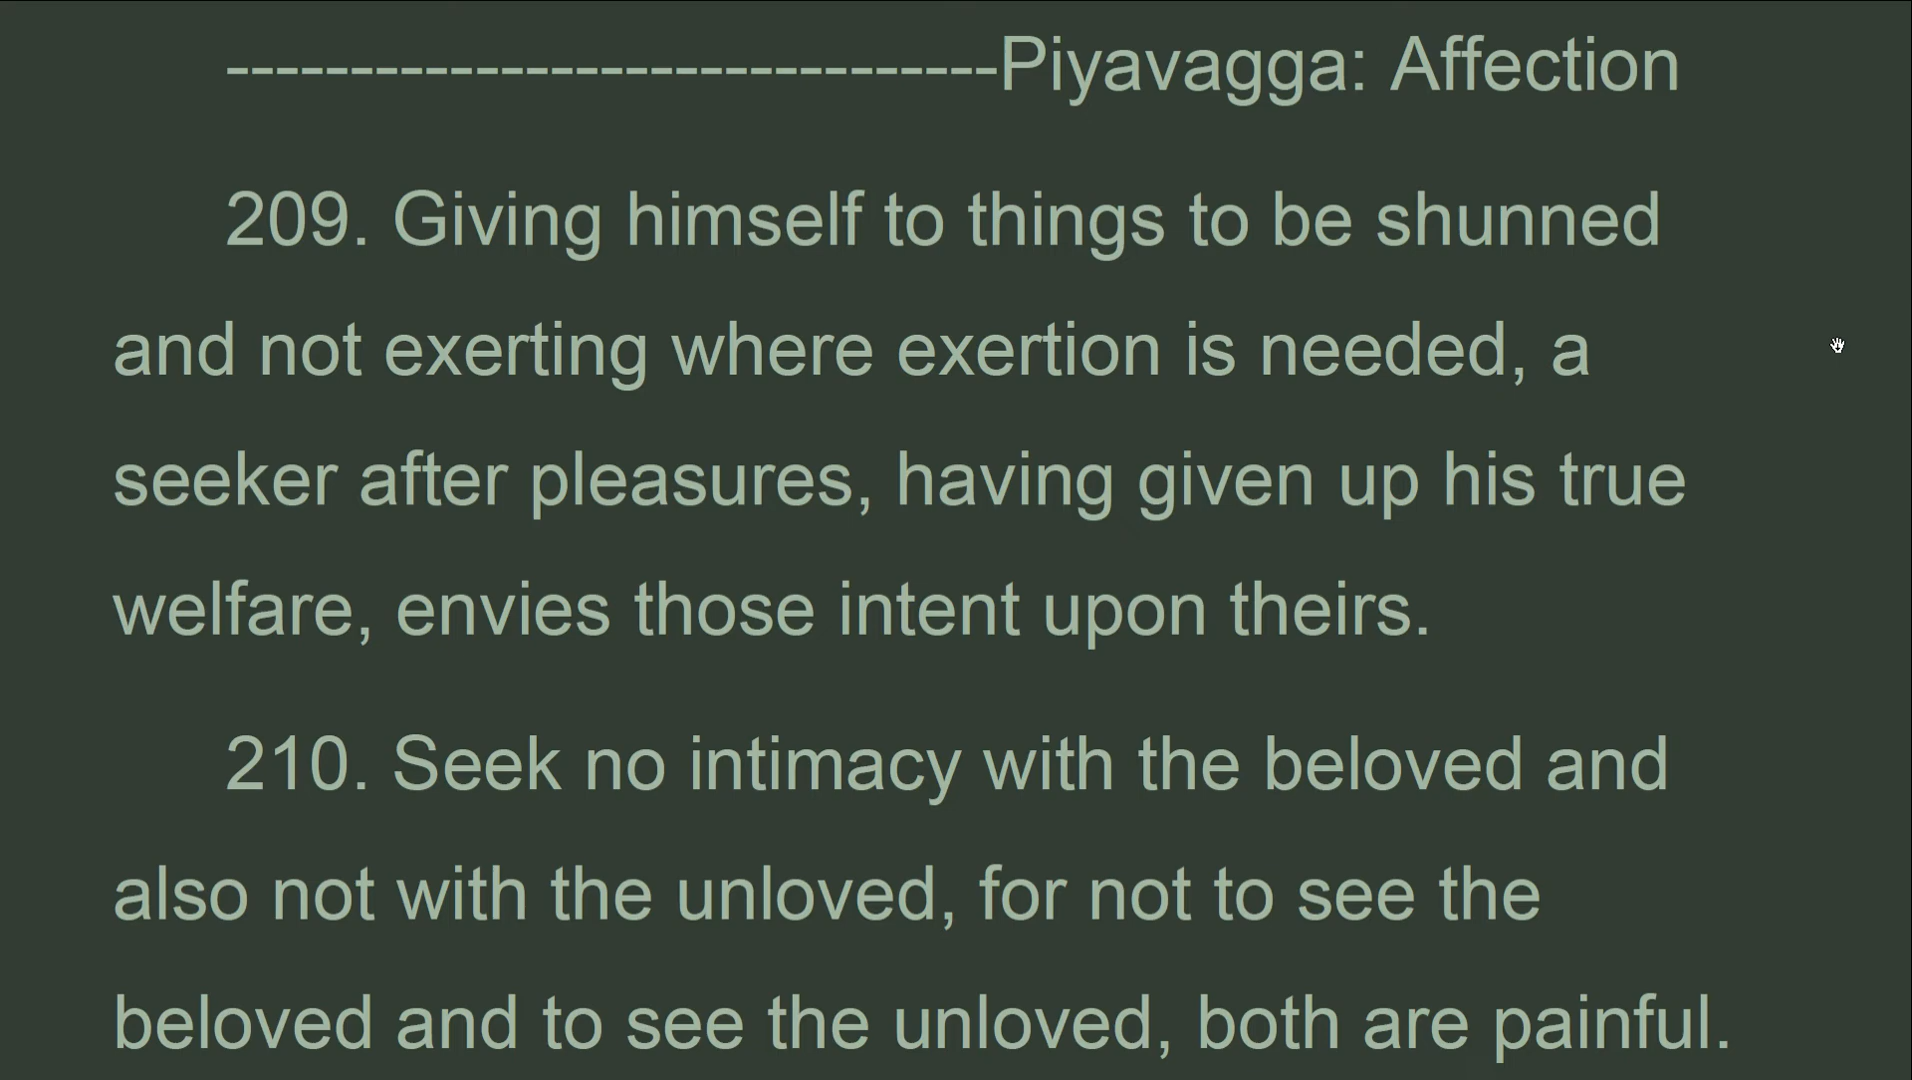 -------------------------------Piyavagga: Affection
209. Giving himself to things to be shunned
and not exerting where exertion is needed, a
seeker after pleasures, having given up his true
welfare, envies those intent upon theirs.
210. Seek no intimacy with the beloved and
also not with the unloved, for not to see the
beloved and to see the unloved, both are painful.